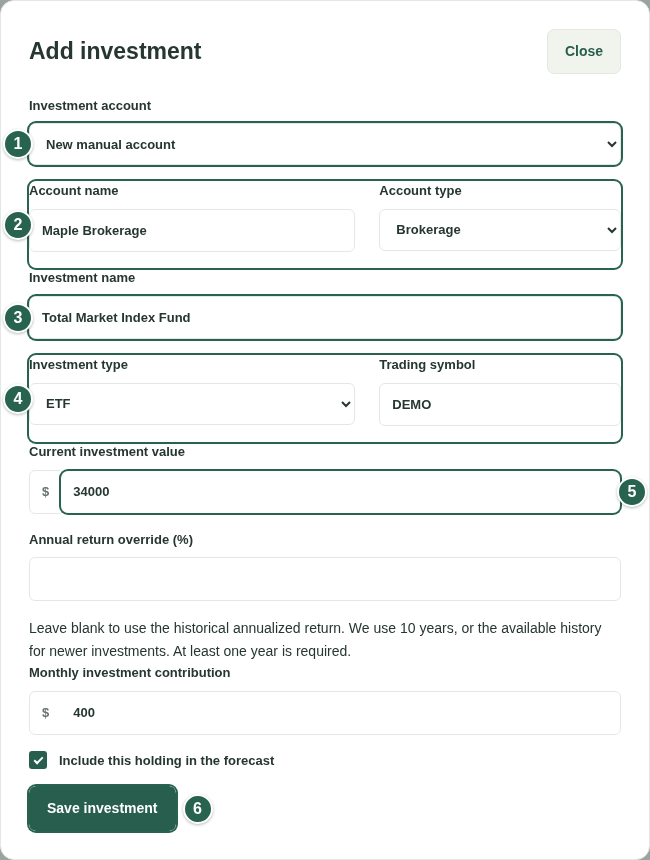 Add investment
Close
Investment account
1
New manual account
Account name
Account type
2
Maple Brokerage
Brokerage
Investment name
3
Total Market Index Fund
Investment type
Trading symbol
4
ETF
DEMO
Current investment value
$ 34000
5
Annual return override (%)
Leave blank to use the historical annualized return. We use 10 years, or the available history
for newer investments. At least one year is required.
Monthly investment contribution
$ 400
Include this holding in the forecast
Save investment
6